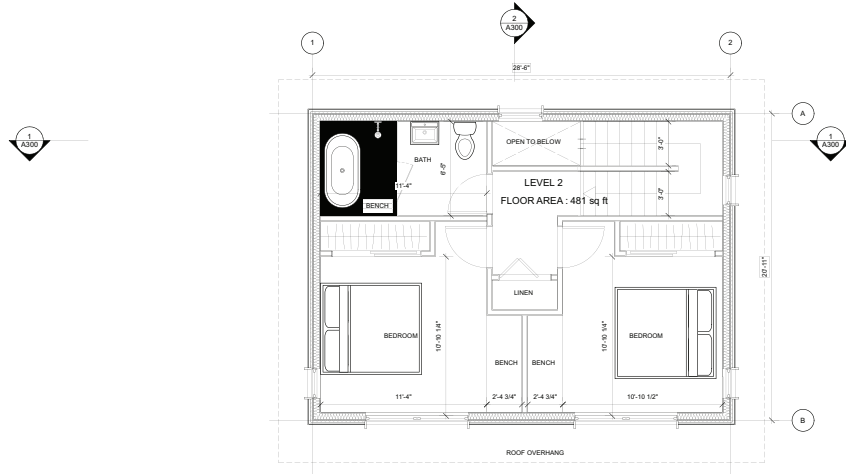 2
A300
1
2
28'-6"
A
1
A300
1
A300
BATH
OPEN TO BELOW
3'-0"
6'-8"
11'-4"
LEVEL 2
BENCH
FLOOR AREA : 481 sq ft
3'-0"
20'-11"
LINEN
BEDROOM
10'-10 1/4"
10'-10 1/4"
BEDROOM
BENCH
BENCH
11'-4"
2'-4 3/4"
2'-4 3/4"
10'-10 1/2"
B
ROOF OVERHANG